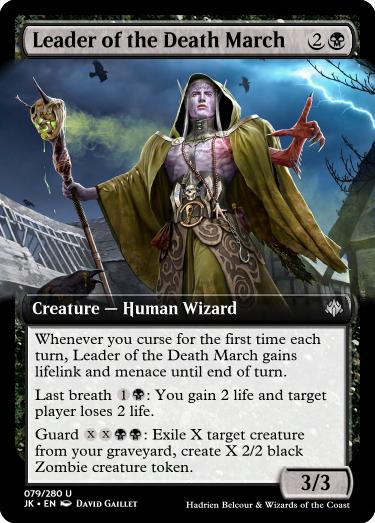 Leader of the Death March 2
Creature — Human Wizard
Whenever you curse for the first time each
turn, Leader of the Death March gains
lifelink and menace until end of turn.
Last breath 1: You gain 2 life and target
player loses 2 life.
Guard X X: Exile X target creature
from your graveyard, create X 2/2 black
Zombie creature token.
3/3
079/280 U
JK • EN DAVID GAILLET
Hadrien Belcour & Wizards of the Coast